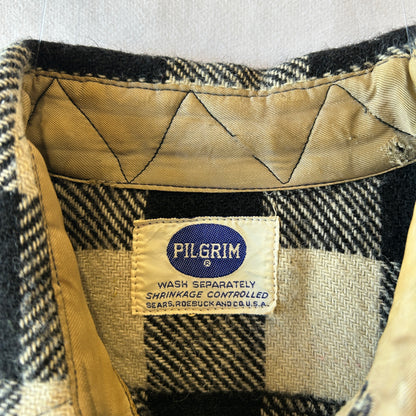 PILGRIM
®
WASH SEPARATELY
SHRINKAGE CONTROLLED
SEARS, ROEBUCK AND CO. U.S.A.